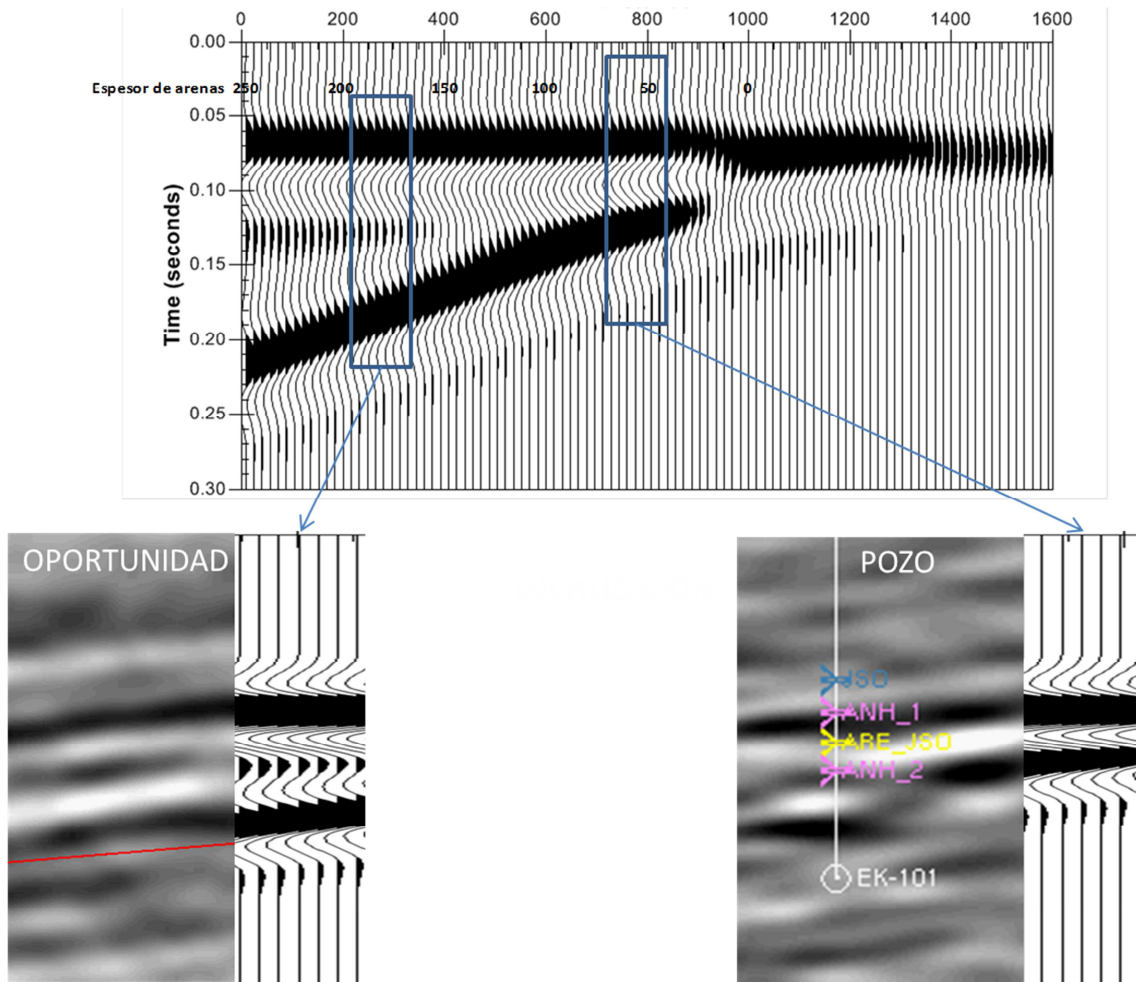 0 200 400 600 800 1000 1200 1400 1600
0.00
Espesor de arenas 250 200 150 100 50 0
0.05
0.10
0.15
0.20
0.25
0.30
Time (seconds)
OPORTUNIDAD
POZO
JSO
ANH_1
ARE_JSO
ANH_2
EK-101